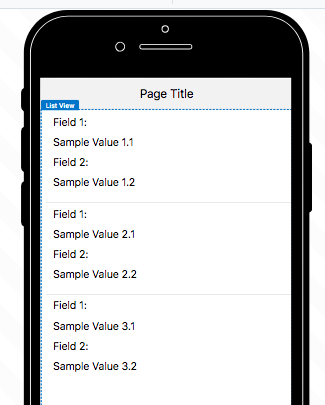 Page Title
List View
Field 1:
Sample Value 1.1
Field 2:
Sample Value 1.2
Field 1:
Sample Value 2.1
Field 2:
Sample Value 2.2
Field 1:
Sample Value 3.1
Field 2:
Sample Value 3.2